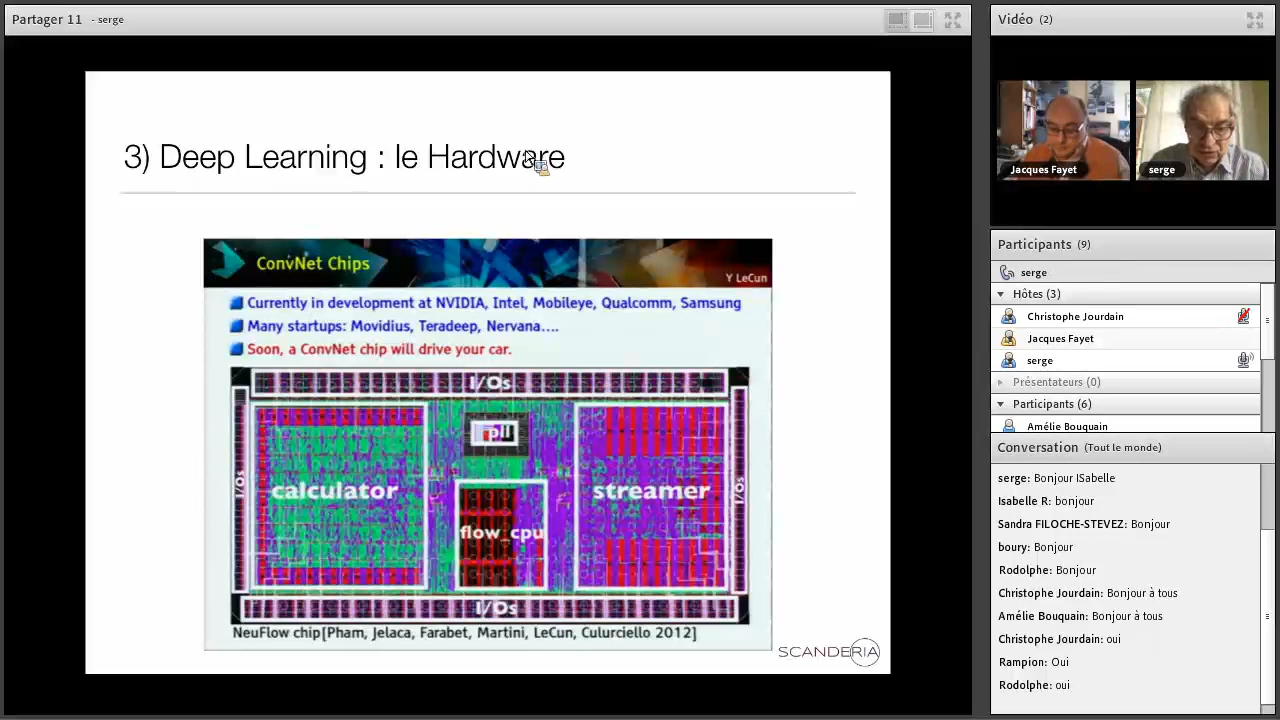 Partager 11 - serge
3) Deep Learning : le Hardware
ConvNet Chips
Y LeCun
Currently in development at NVIDIA, Intel, Mobileye, Qualcomm, Samsung
Many startups: Movidius, Teradeep, Nervana....
Soon, a ConvNet chip will drive your car.
I/Os
pll
I/Os
calculator
streamer
I/Os
flow_cpu
I/Os
NeuFlow chip[Pham, Jelaca, Farabet, Martini, LeCun, Culurciello 2012]
SCANDERIA
Vidéo (2)
Jacques Fayet
serge
Participants (9)
serge
Hôtes (3)
Christophe Jourdain
Jacques Fayet
serge
Présentateurs (0)
Participants (6)
Amélie Bouquain
Conversation (Tout le monde)
serge: Bonjour ISabelle
Isabelle R: bonjour
Sandra FILOCHE-STEVEZ: Bonjour
boury: Bonjour
Rodolphe: Bonjour
Christophe Jourdain: Bonjour à tous
Amélie Bouquain: Bonjour à tous
Christophe Jourdain: oui
Rampion: Oui
Rodolphe: oui